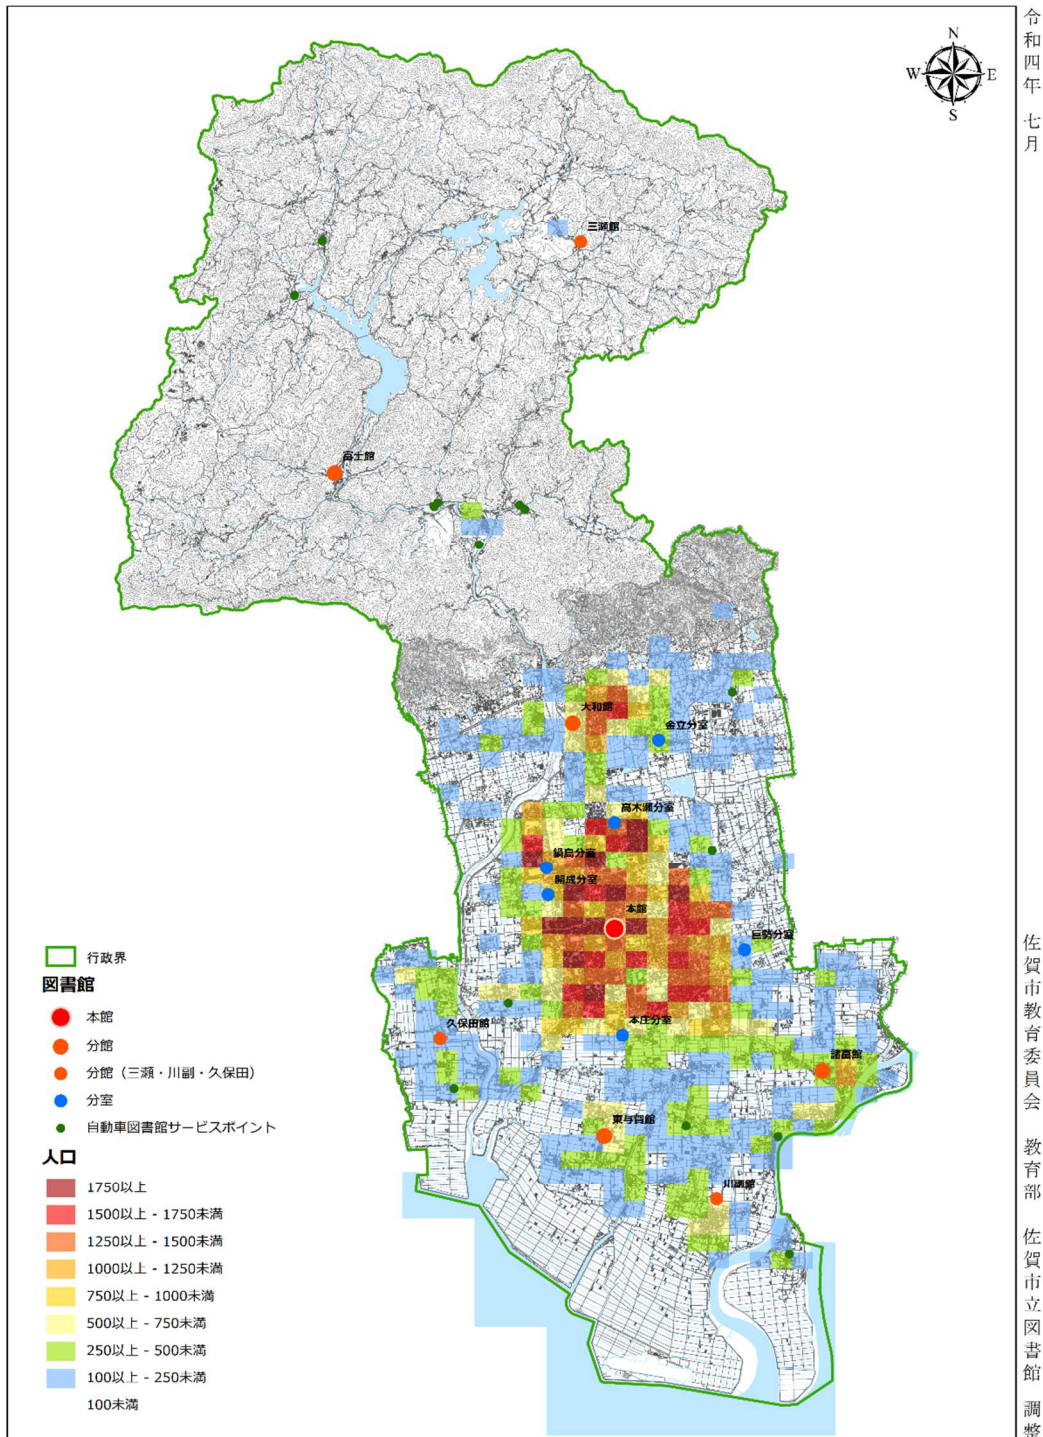 N
W
E
S
令和四年 七月
三瀬館
富士館
大和館
金立分室
高木瀬分室
鍋島分室
開成分室
本館
巨勢分室
本庄分室
久保田館
諸富館
東与賀館
川副館
行政界
図書館
本館
分館
分館（三瀬・川副・久保田）
分室
自動車図書館サービスポイント
人口
1750以上
1500以上 - 1750未満
1250以上 - 1500未満
1000以上 - 1250未満
750以上 - 1000未満
500以上 - 750未満
250以上 - 500未満
100以上 - 250未満
100未満
佐賀市教育委員会 教育部 佐賀市立図書館 調整